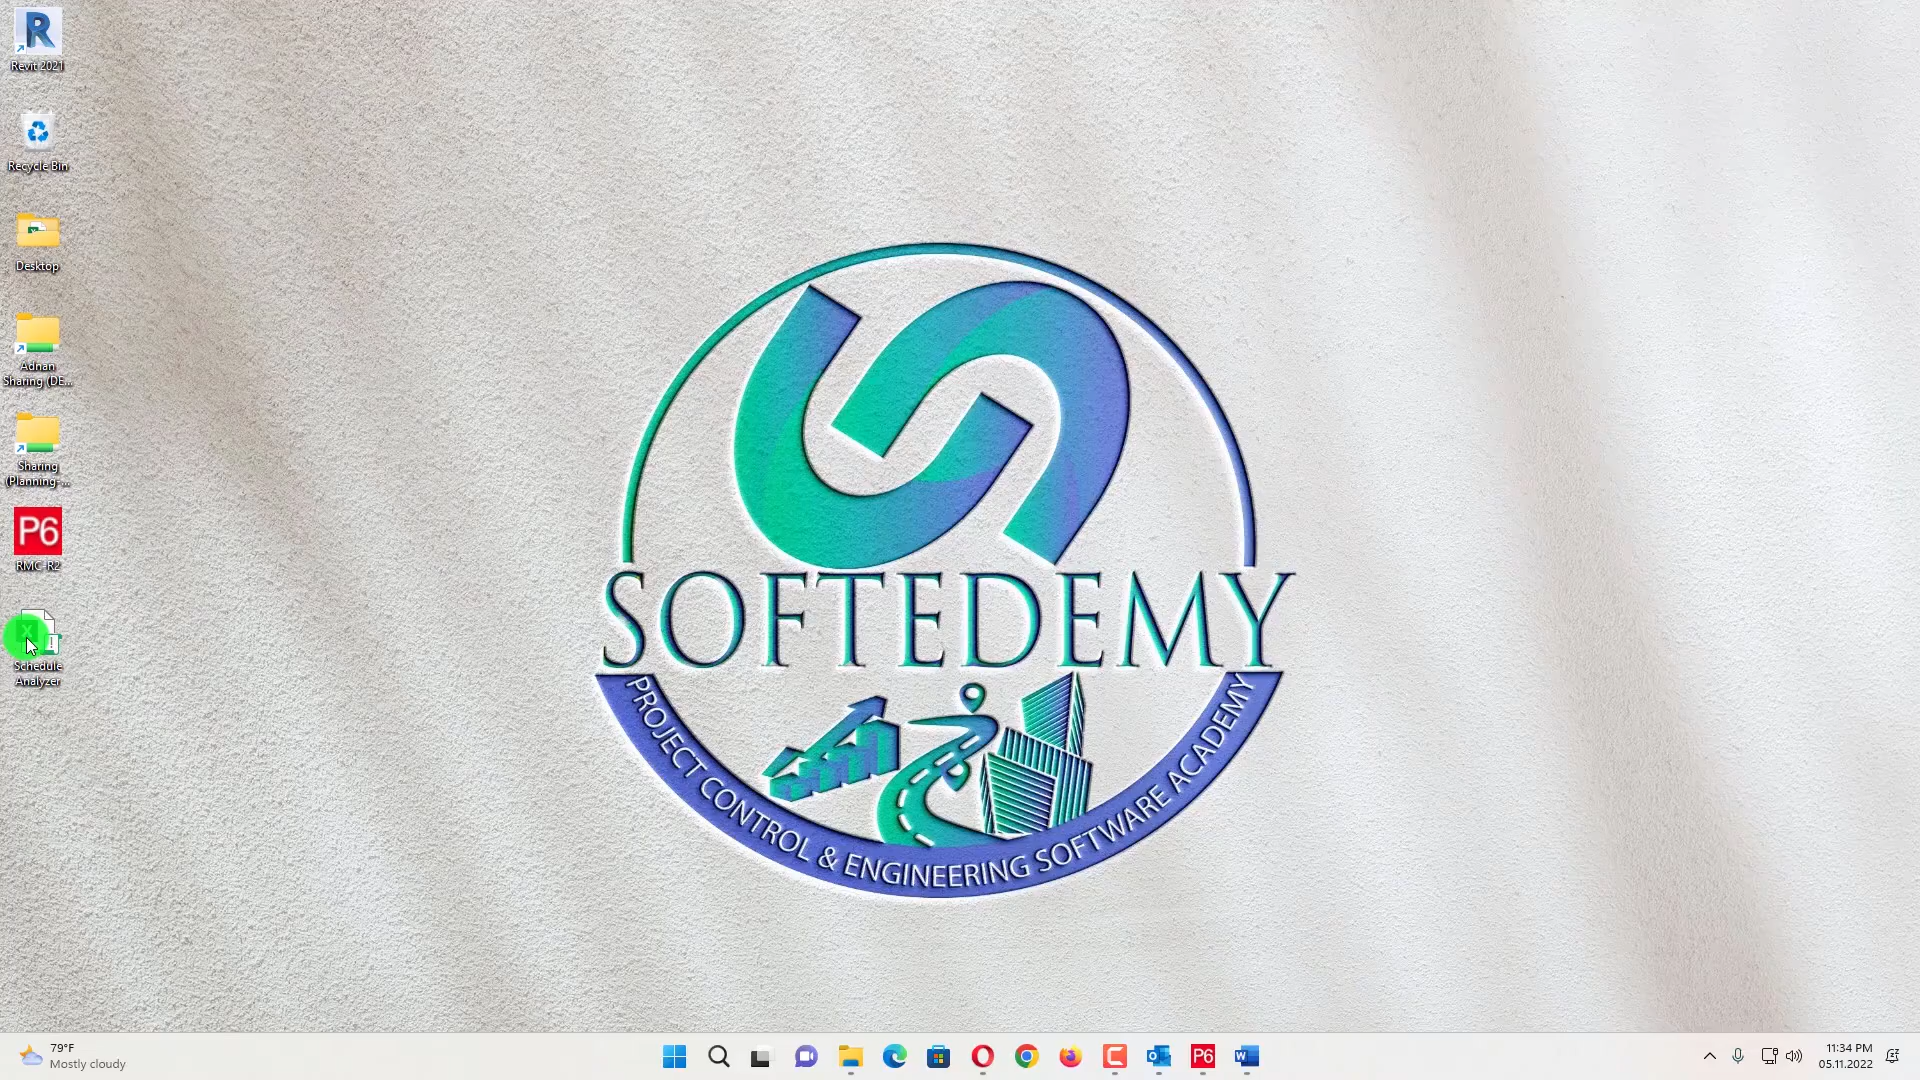 Revit 2021
Recycle Bin
Desktop
Adnan
Sharing (DE...
Sharing
(Planning-...
P6
RMC-R2
Schedule
Analyzer
SOFTEDEMY
PROJECT CONTROL & ENGINEERING SOFTWARE ACADEMY
79°F
Mostly cloudy
P6
11:34 PM
05.11.2022